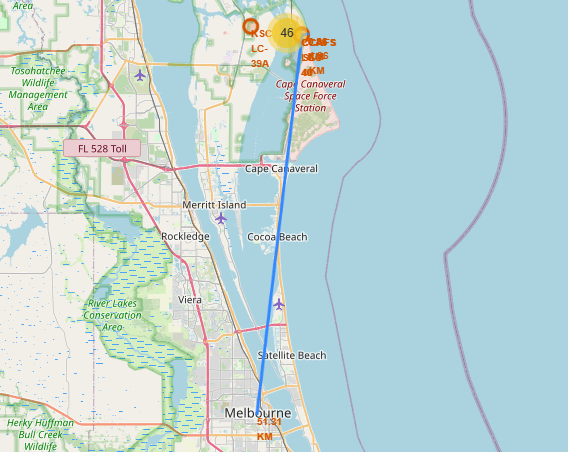 Area
46
KSC
LC-
39A
KM
Tosohatchee
Wildlife
Management
Area
Cape Canaveral
Space Force
Station
FL 528 Toll
Cape Canaveral
Merritt Island
Rockledge
Cocoa Beach
Viera
River Lakes
Conservation
Area
Satellite Beach
Melbourne
51.31
KM
Herky Huffman
Bull Creek
Wildlife